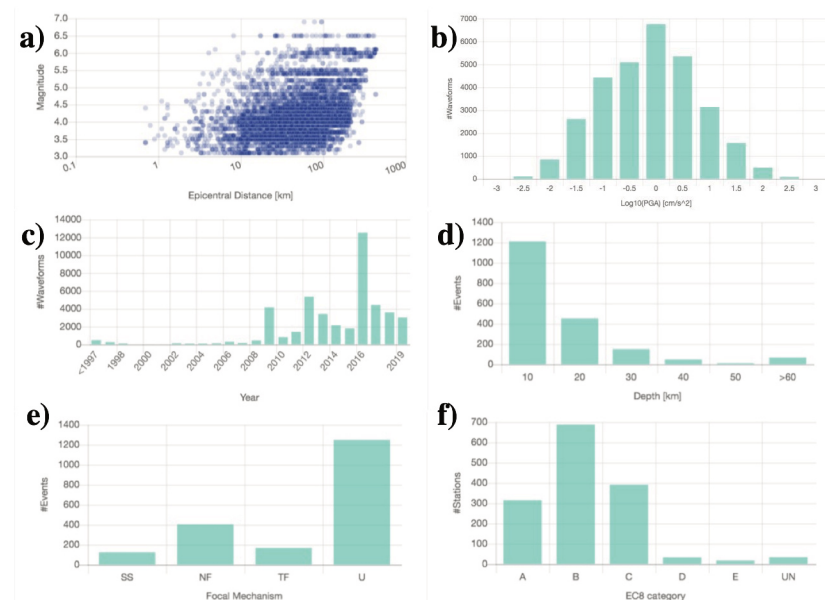 a)
7.0
6.5
6.0
5.5
5.0
4.5
4.0
3.5
3.0
Magnitude
0.1 1 10 100 1000
Epicentral Distance [km]
b)
7000
6000
5000
4000
3000
2000
1000
0
#Waveforms
-3 -2.5 -2 -1.5 -1 -0.5 0 0.5 1 1.5 2 2.5 3
Log10(PGA) [cm/s^2]
c)
14000
12000
10000
8000
6000
4000
2000
0
#Waveforms
<1997 1998 2000 2002 2004 2006 2008 2010 2012 2014 2016 2019
Year
d)
1400
1200
1000
800
600
400
200
0
#Events
10 20 30 40 50 >60
Depth [km]
e)
1400
1200
1000
800
600
400
200
0
#Events
SS NF TF U
Focal Mechanism
f)
700
600
500
400
300
200
100
0
#Stations
A B C D E UN
EC8 category